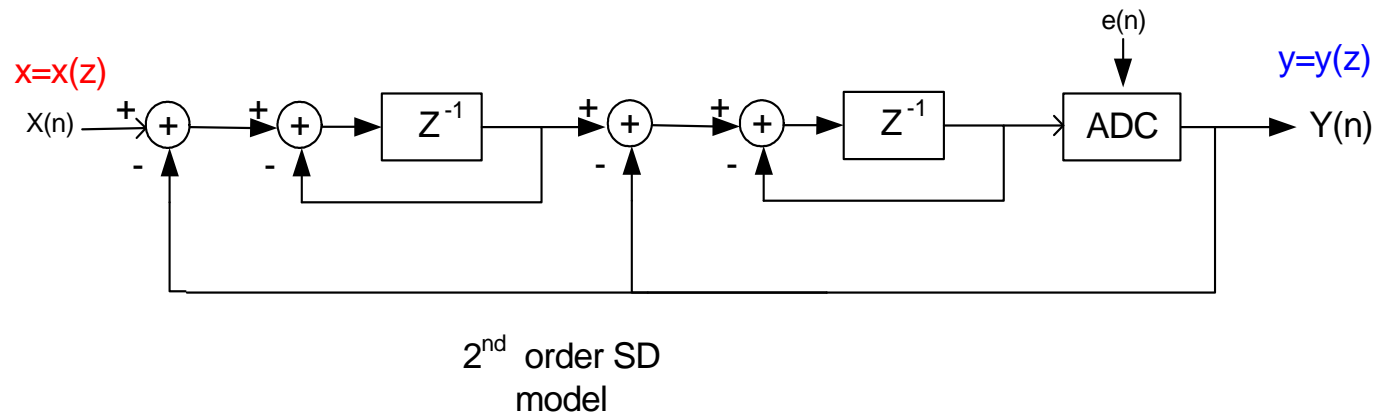 e(n)
x=x(z)
y=y(z)
X(n) + + + + Z⁻¹ + + + + Z⁻¹ ADC Y(n)
- - - -
2ⁿᵈ order SD
model